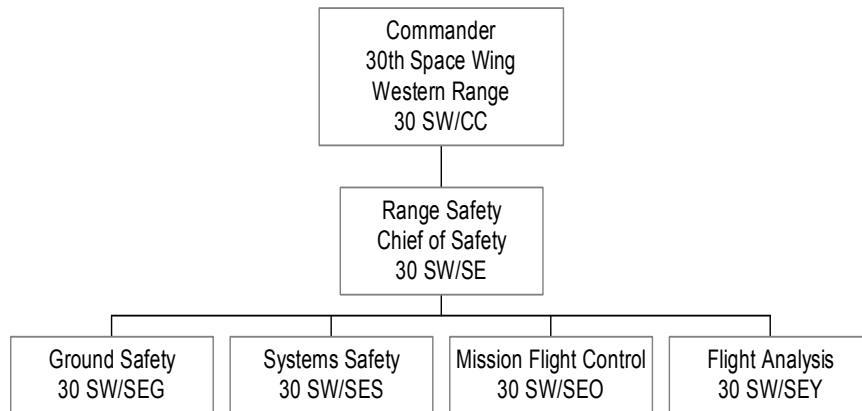 Commander
30th Space Wing
Western Range
30 SW/CC
Range Safety
Chief of Safety
30 SW/SE
Ground Safety
30 SW/SEG
Systems Safety
30 SW/SES
Mission Flight Control
30 SW/SEO
Flight Analysis
30 SW/SEY